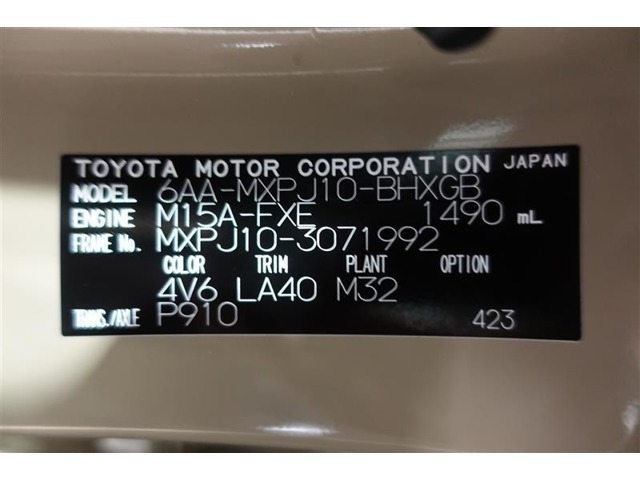 TOYOTA MOTOR CORPORATION JAPAN
MODEL 6AA-MXPJ10-BHXGB
ENGINE M15A-FXE 1490 mL
FRAME No. MXPJ10-3071992
COLOR TRIM PLANT OPTION
4V6 LA40 M32
TRANS./AXLE P910 423